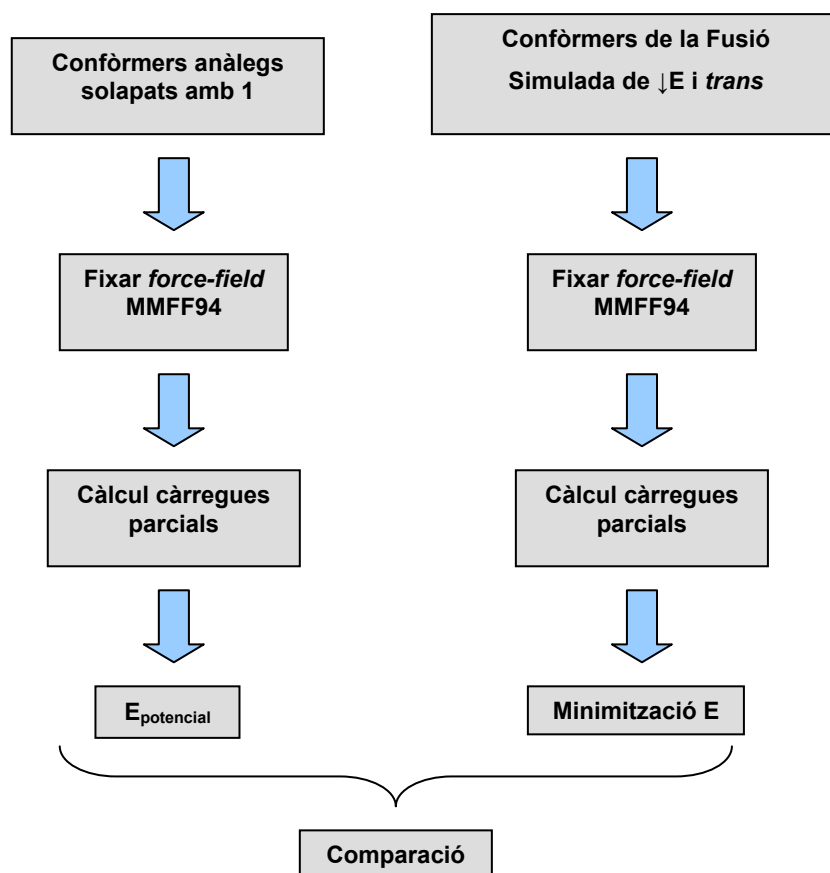 Confòrmers anàlegs
solapats amb 1
Confòrmers de la Fusió
Simulada de ↓E i trans
Fixar force-field
MMFF94
Fixar force-field
MMFF94
Càlcul càrregues
parcials
Càlcul càrregues
parcials
Epotencial
Minimització E
Comparació